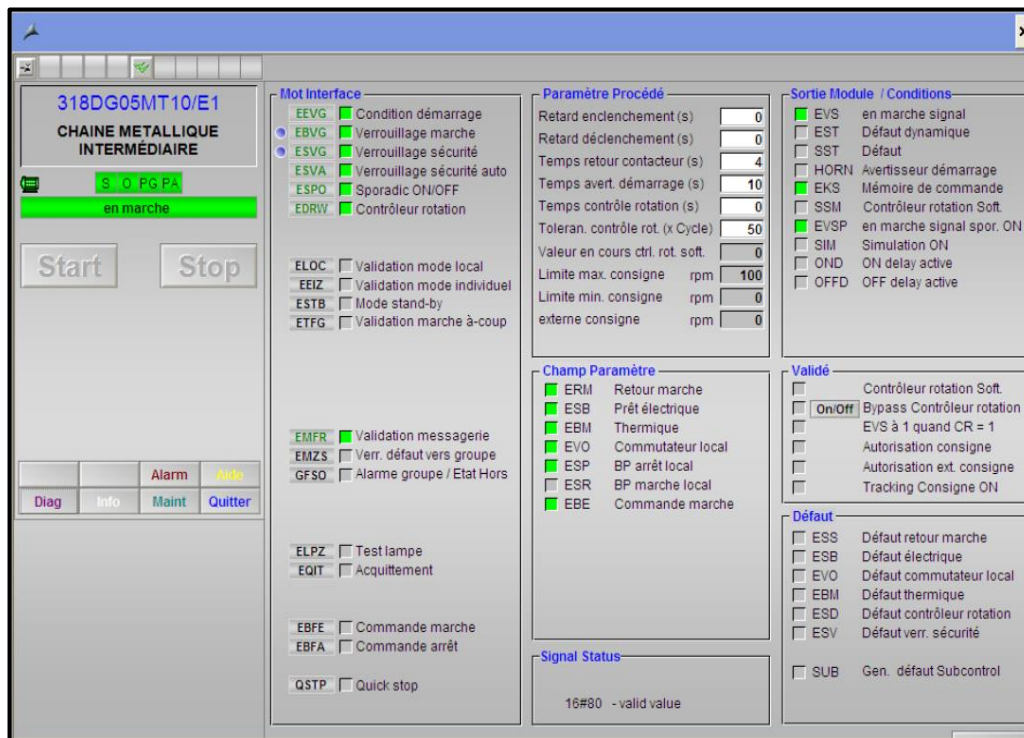 318DG05MT10/E1
CHAINE METALLIQUE
INTERMÉDIAIRE
S O PG PA
en marche
Start Stop
Alarm Aide
Diag Info Maint Quitter
Mot Interface
EEVG Condition démarrage
EBVG Verrouillage marche
ESVG Verrouillage sécurité
ESVA Verrouillage sécurité auto
ESPO Sporadic ON/OFF
EDRW Contrôleur rotation
ELOC Validation mode local
EEIZ Validation mode individuel
ESTB Mode stand-by
ETFG Validation marche à-coup
EMFR Validation messagerie
EMZS Verr. défaut vers groupe
GFSO Alarme groupe / Etat Hors
ELPZ Test lampe
EQIT Acquittement
EBFE Commande marche
EBFA Commande arrêt
QSTP Quick stop
Paramètre Procédé
Retard enclenchement (s) 0
Retard déclenchement (s) 0
Temps retour contacteur (s) 4
Temps avert. démarrage (s) 10
Temps contrôle rotation (s) 0
Toleran. contrôle rot. (x Cycle) 50
Valeur en cours ctrl. rot. soft. 0
Limite max. consigne rpm 100
Limite min. consigne rpm 0
externe consigne rpm 0
Champ Paramètre
ERM Retour marche
ESB Prêt électrique
EBM Thermique
EVO Commutateur local
ESP BP arrêt local
ESR BP marche local
EBE Commande marche
Signal Status
16#80 - valid value
Sortie Module / Conditions
EVS en marche signal
EST Défaut dynamique
SST Défaut
HORN Avertisseur démarrage
EKS Mémoire de commande
SSM Contrôleur rotation Soft.
EVSP en marche signal spor. ON
SIM Simulation ON
OND ON delay active
OFFD OFF delay active
Validé
Contrôleur rotation Soft.
On/Off Bypass Contrôleur rotation
EVS à 1 quand CR = 1
Autorisation consigne
Autorisation ext. consigne
Tracking Consigne ON
Défaut
ESS Défaut retour marche
ESB Défaut électrique
EVO Défaut commutateur local
EBM Défaut thermique
ESD Défaut contrôleur rotation
ESV Défaut verr. sécurité
SUB Gen. défaut Subcontrol